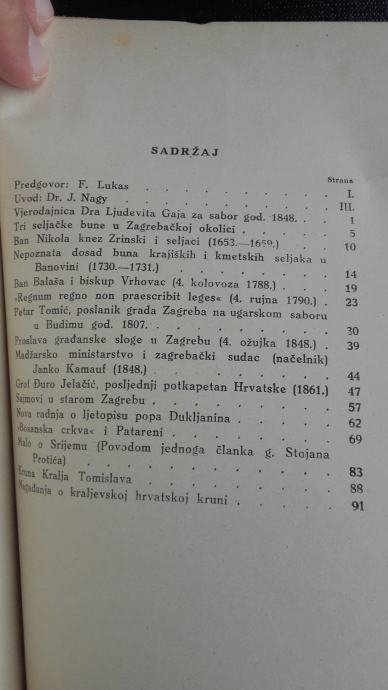 SADRŽAJ
Strana
Predgovor: F. Lukas . . . . . . . . . I.
Uvod: Dr. J. Nagy . . . . . . . . . III.
Vjerodajnica Dra Ljudevita Gaja za sabor god. 1848. . 1
Tri seljačke bune u Zagrebačkoj okolici . . . . 5
Ban Nikola knez Zrinski i seljaci (1653.—1659.) . . 10
Nepoznata dosad buna krajiških i kmetskih seljaka u
Banovini (1730.—1731.) . . . . . . 14
Ban Balaša i biskup Vrhovac (4. kolovoza 1788.) . . 19
»Regnum regno non praescribit leges« (4. rujna 1790.) . 23
Petar Tomić, poslanik grada Zagreba na ugarskom saboru
u Budimu god. 1807. . . . . . . . 30
Proslava građanske sloge u Zagrebu (4. ožujka 1848.) . 39
Madžarsko ministarstvo i zagrebački sudac (načelnik)
Janko Kamauf (1848.) . . . . . . . 44
Grof Đuro Jelačić, posljednji potkapetan Hrvatske (1861.) 47
Sajmovi u starom Zagrebu . . . . . . . 57
Nova radnja o ljetopisu popa Dukljanina . . . . 62
»Bosanska crkva« i Patareni . . . . . . . 69
Malo o Srijemu (Povodom jednoga članka g. Stojana
Protića) . . . . . . . . . . 83
Kruna Kralja Tomislava . . . . . . . . 88
Nagađanja o kraljevskoj hrvatskoj kruni . . . . 91